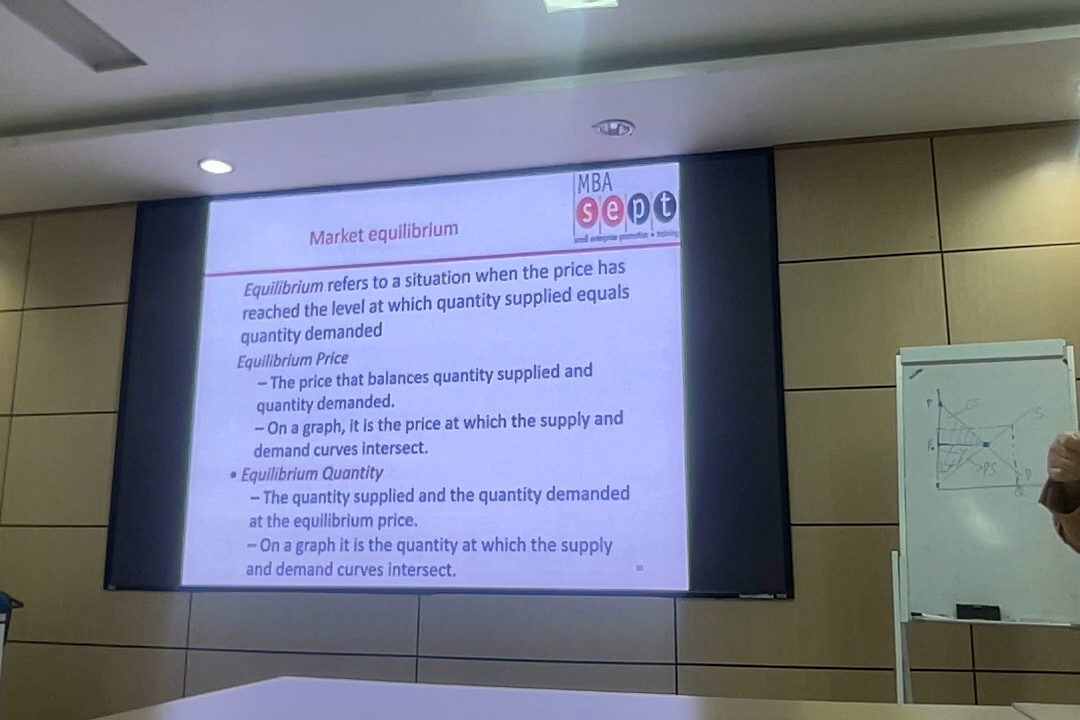 MBA
sept
small enterprise promotion + training
Market equilibrium
Equilibrium refers to a situation when the price has
reached the level at which quantity supplied equals
quantity demanded
Equilibrium Price
– The price that balances quantity supplied and
quantity demanded.
– On a graph, it is the price at which the supply and
demand curves intersect.
• Equilibrium Quantity
– The quantity supplied and the quantity demanded
at the equilibrium price.
– On a graph it is the quantity at which the supply
and demand curves intersect.
P
CS
S
PS
D